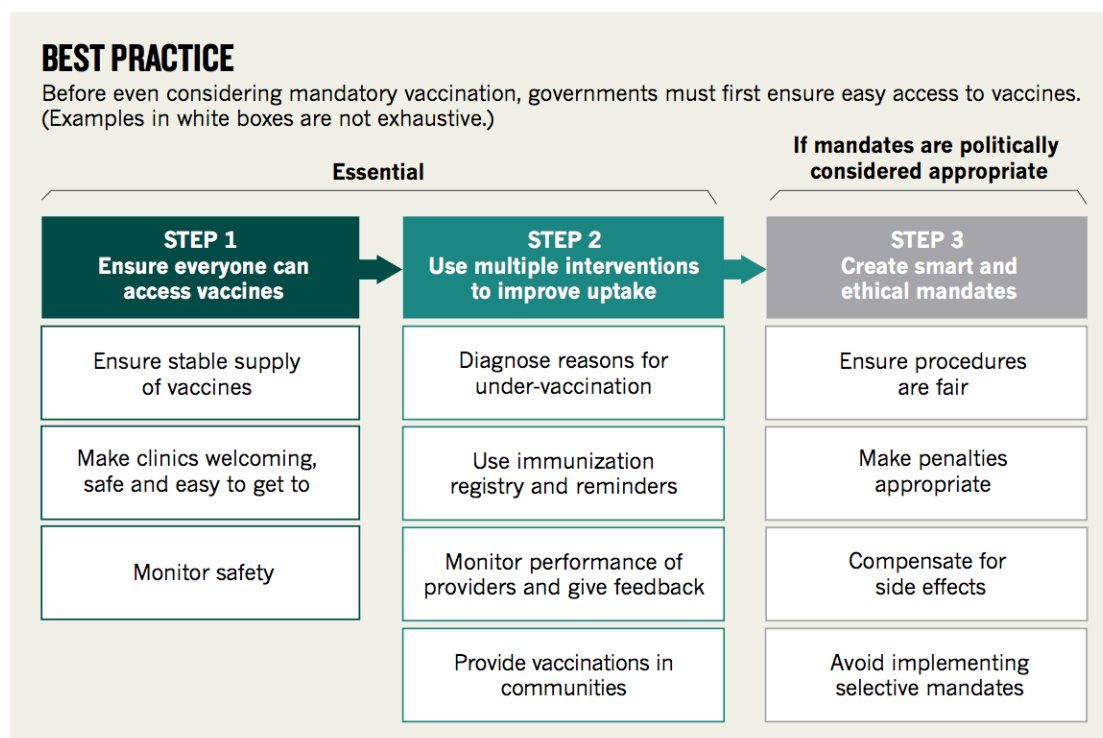 BEST PRACTICE
Before even considering mandatory vaccination, governments must first ensure easy access to vaccines.
(Examples in white boxes are not exhaustive.)
Essential
If mandates are politically
considered appropriate
STEP 1
Ensure everyone can
access vaccines
Ensure stable supply
of vaccines
Make clinics welcoming,
safe and easy to get to
Monitor safety
STEP 2
Use multiple interventions
to improve uptake
Diagnose reasons for
under-vaccination
Use immunization
registry and reminders
Monitor performance of
providers and give feedback
Provide vaccinations in
communities
STEP 3
Create smart and
ethical mandates
Ensure procedures
are fair
Make penalties
appropriate
Compensate for
side effects
Avoid implementing
selective mandates